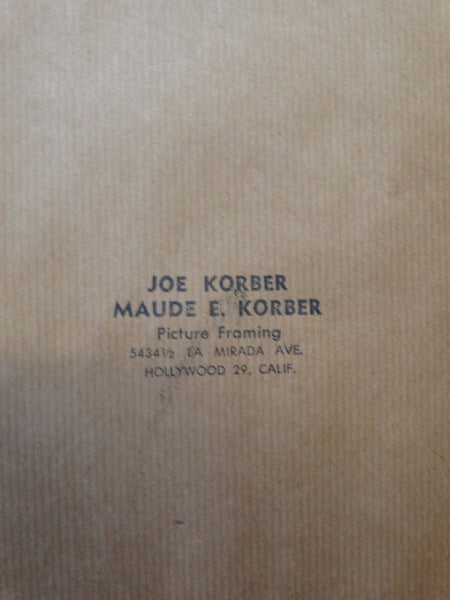 JOE KORBER
MAUDE E. KORBER
Picture Framing
5434½ LA MIRADA AVE.
HOLLYWOOD 29, CALIF.